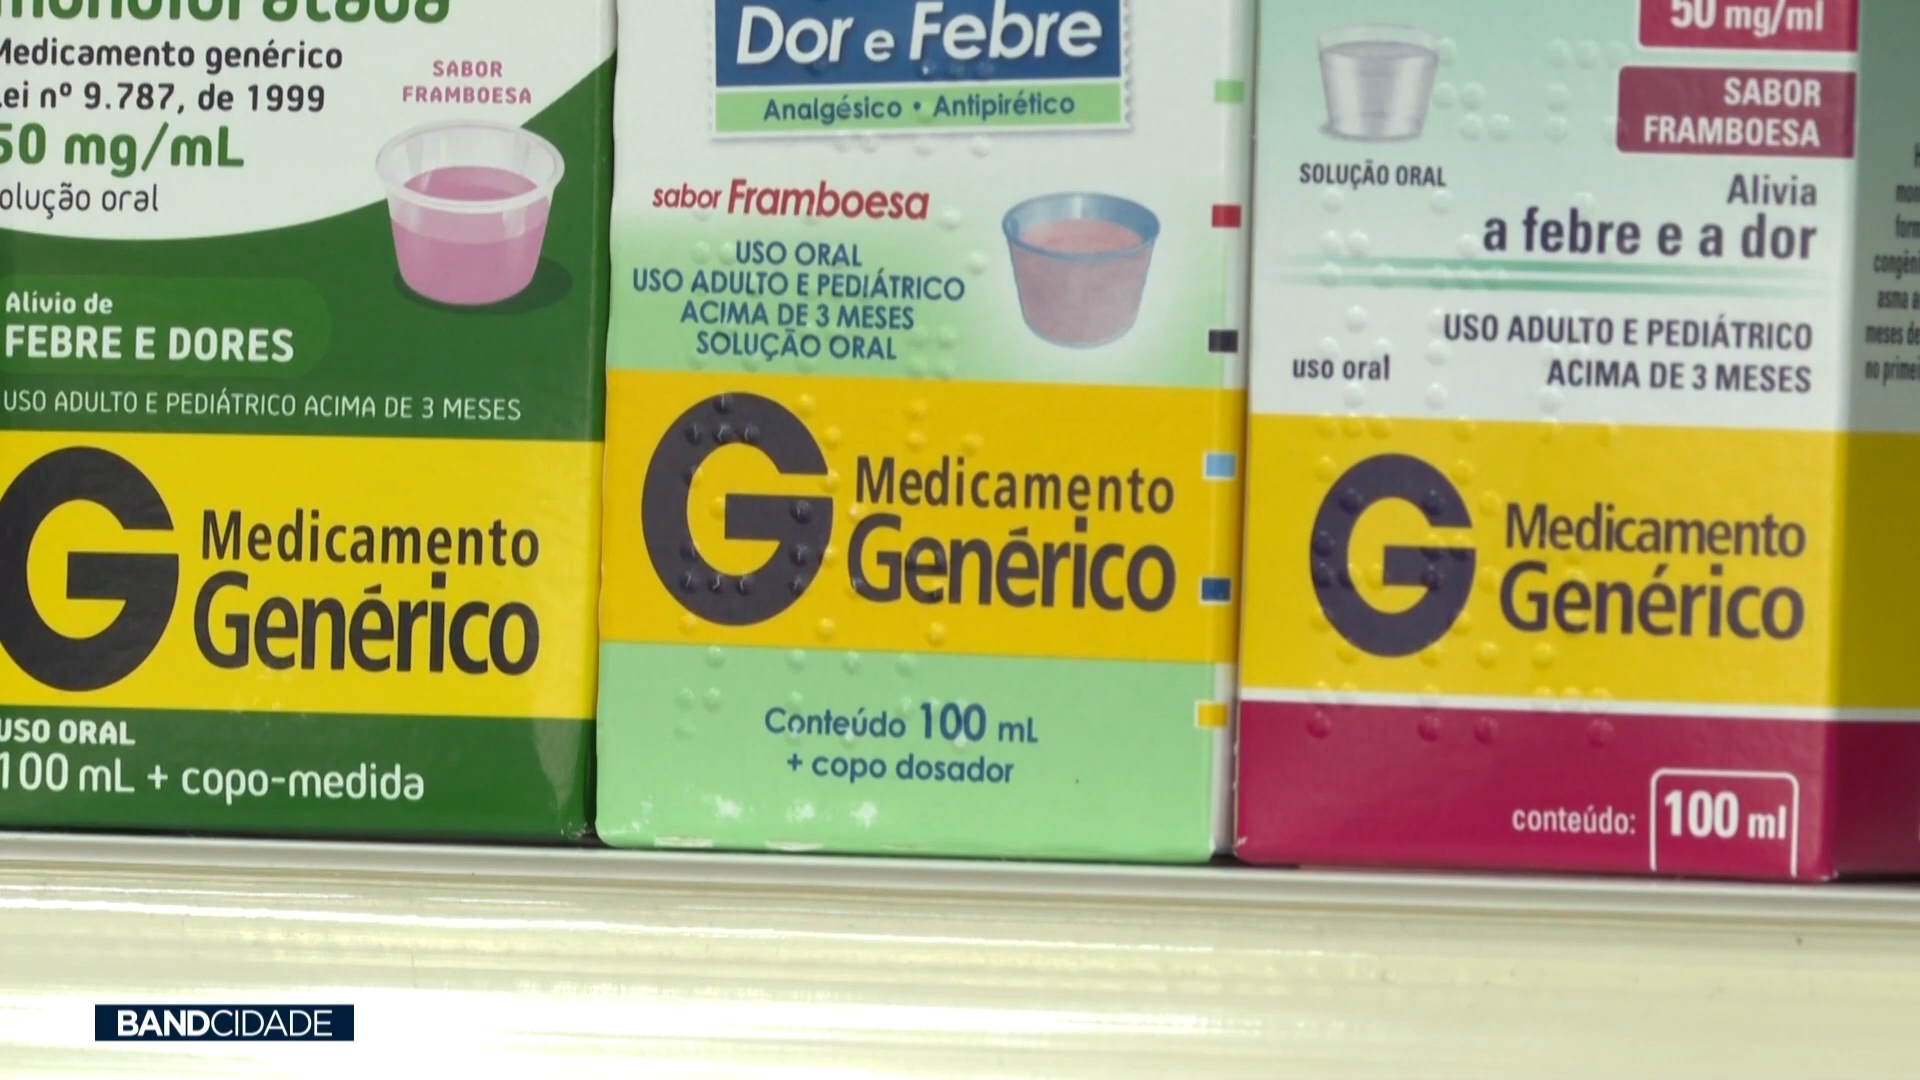 Medicamento genérico
Lei nº 9.787, de 1999
50 mg/mL
solução oral
SABOR
FRAMBOESA
Alívio de
FEBRE E DORES
USO ADULTO E PEDIÁTRICO ACIMA DE 3 MESES
G Medicamento
Genérico
USO ORAL
100 mL + copo-medida
Dor e Febre
Analgésico • Antipirético
sabor Framboesa
USO ORAL
USO ADULTO E PEDIÁTRICO
ACIMA DE 3 MESES
SOLUÇÃO ORAL
G Medicamento
Genérico
Conteúdo 100 mL
+ copo dosador
50 mg/ml
SABOR
FRAMBOESA
SOLUÇÃO ORAL
Alivia
a febre e a dor
USO ADULTO E PEDIÁTRICO
ACIMA DE 3 MESES
uso oral
G Medicamento
Genérico
conteúdo: 100 ml
BANDCIDADE